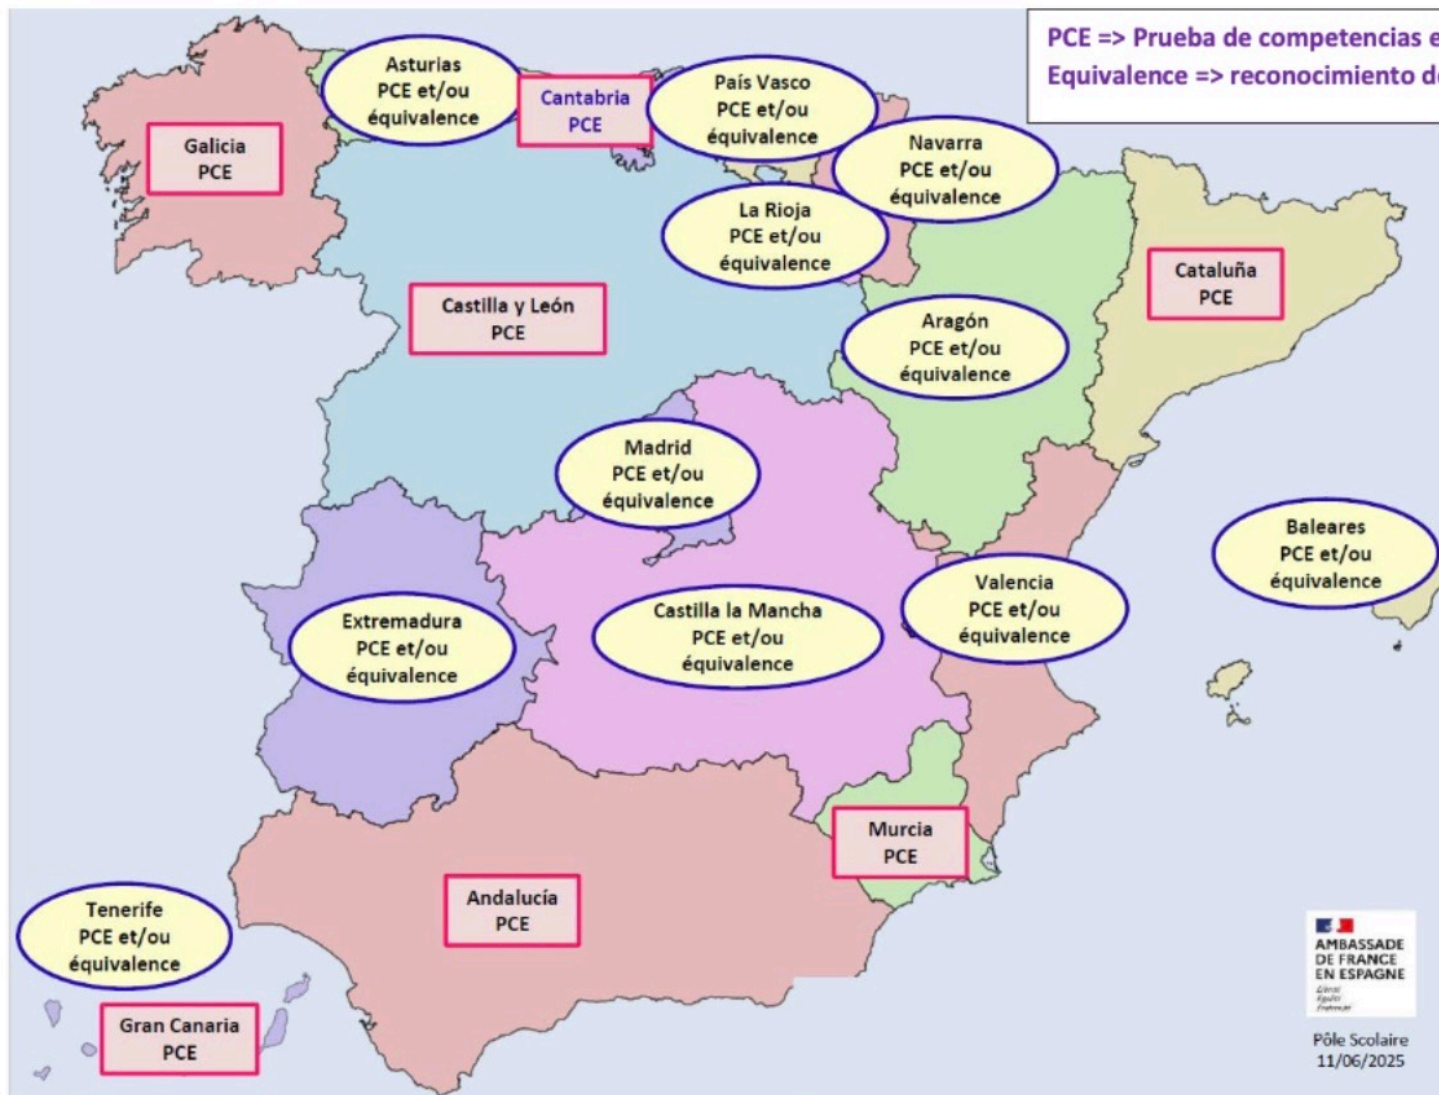 PCE => Prueba de competencias e
Equivalence => reconocimiento de
Asturias
PCE et/ou
équivalence
Cantabria
PCE
País Vasco
PCE et/ou
équivalence
Navarra
PCE et/ou
équivalence
Galicia
PCE
La Rioja
PCE et/ou
équivalence
Cataluña
PCE
Castilla y León
PCE
Aragón
PCE et/ou
équivalence
Madrid
PCE et/ou
équivalence
Baleares
PCE et/ou
équivalence
Valencia
PCE et/ou
équivalence
Extremadura
PCE et/ou
équivalence
Castilla la Mancha
PCE et/ou
équivalence
Murcia
PCE
Andalucía
PCE
Tenerife
PCE et/ou
équivalence
Gran Canaria
PCE
AMBASSADE
DE FRANCE
EN ESPAGNE
Liberté
Égalité
Fraternité
Pôle Scolaire
11/06/2025